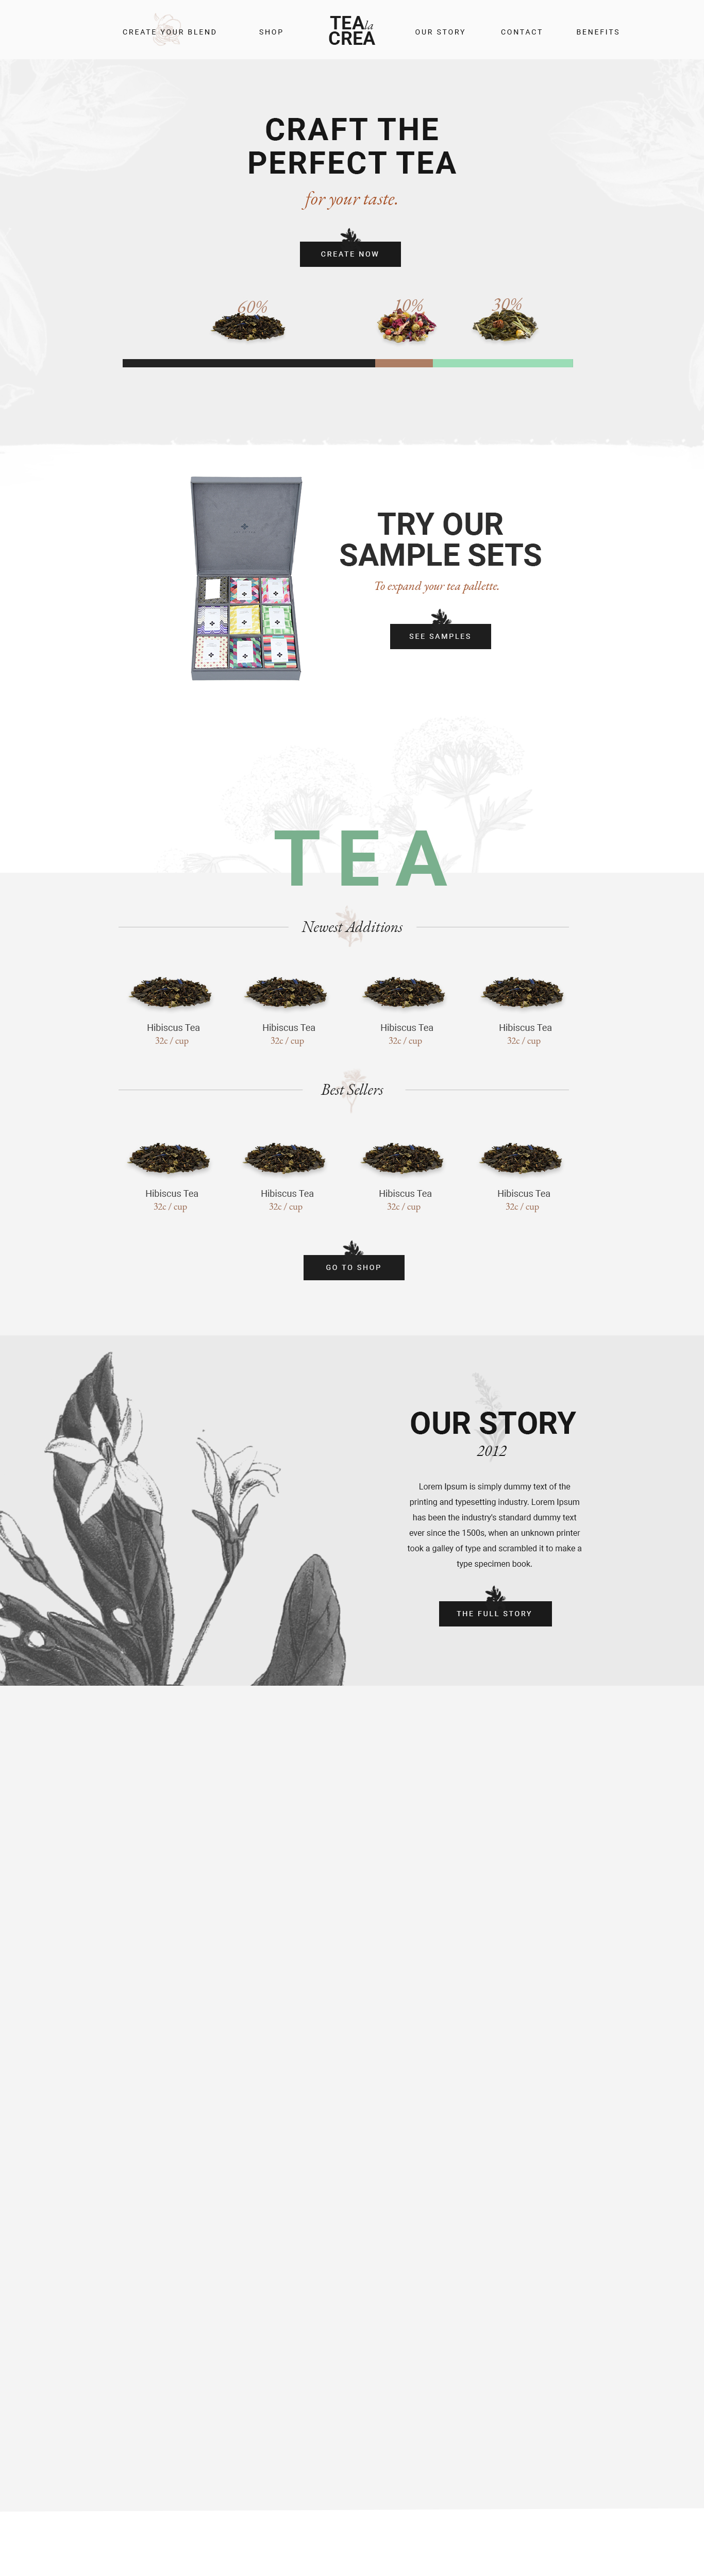 CREATE YOUR BLEND
SHOP
TEA la
CREA
OUR STORY
CONTACT
BENEFITS
CRAFT THE
PERFECT TEA
for your taste.
CREATE NOW
60%
10%
30%
TRY OUR
SAMPLE SETS
To expand your tea pallette.
SEE SAMPLES
TEA
Newest Additions
Hibiscus Tea
32c / cup
Hibiscus Tea
32c / cup
Hibiscus Tea
32c / cup
Hibiscus Tea
32c / cup
Best Sellers
Hibiscus Tea
32c / cup
Hibiscus Tea
32c / cup
Hibiscus Tea
32c / cup
Hibiscus Tea
32c / cup
GO TO SHOP
OUR STORY
2012
Lorem Ipsum is simply dummy text of the
printing and typesetting industry. Lorem Ipsum
has been the industry's standard dummy text
ever since the 1500s, when an unknown printer
took a galley of type and scrambled it to make a
type specimen book.
THE FULL STORY